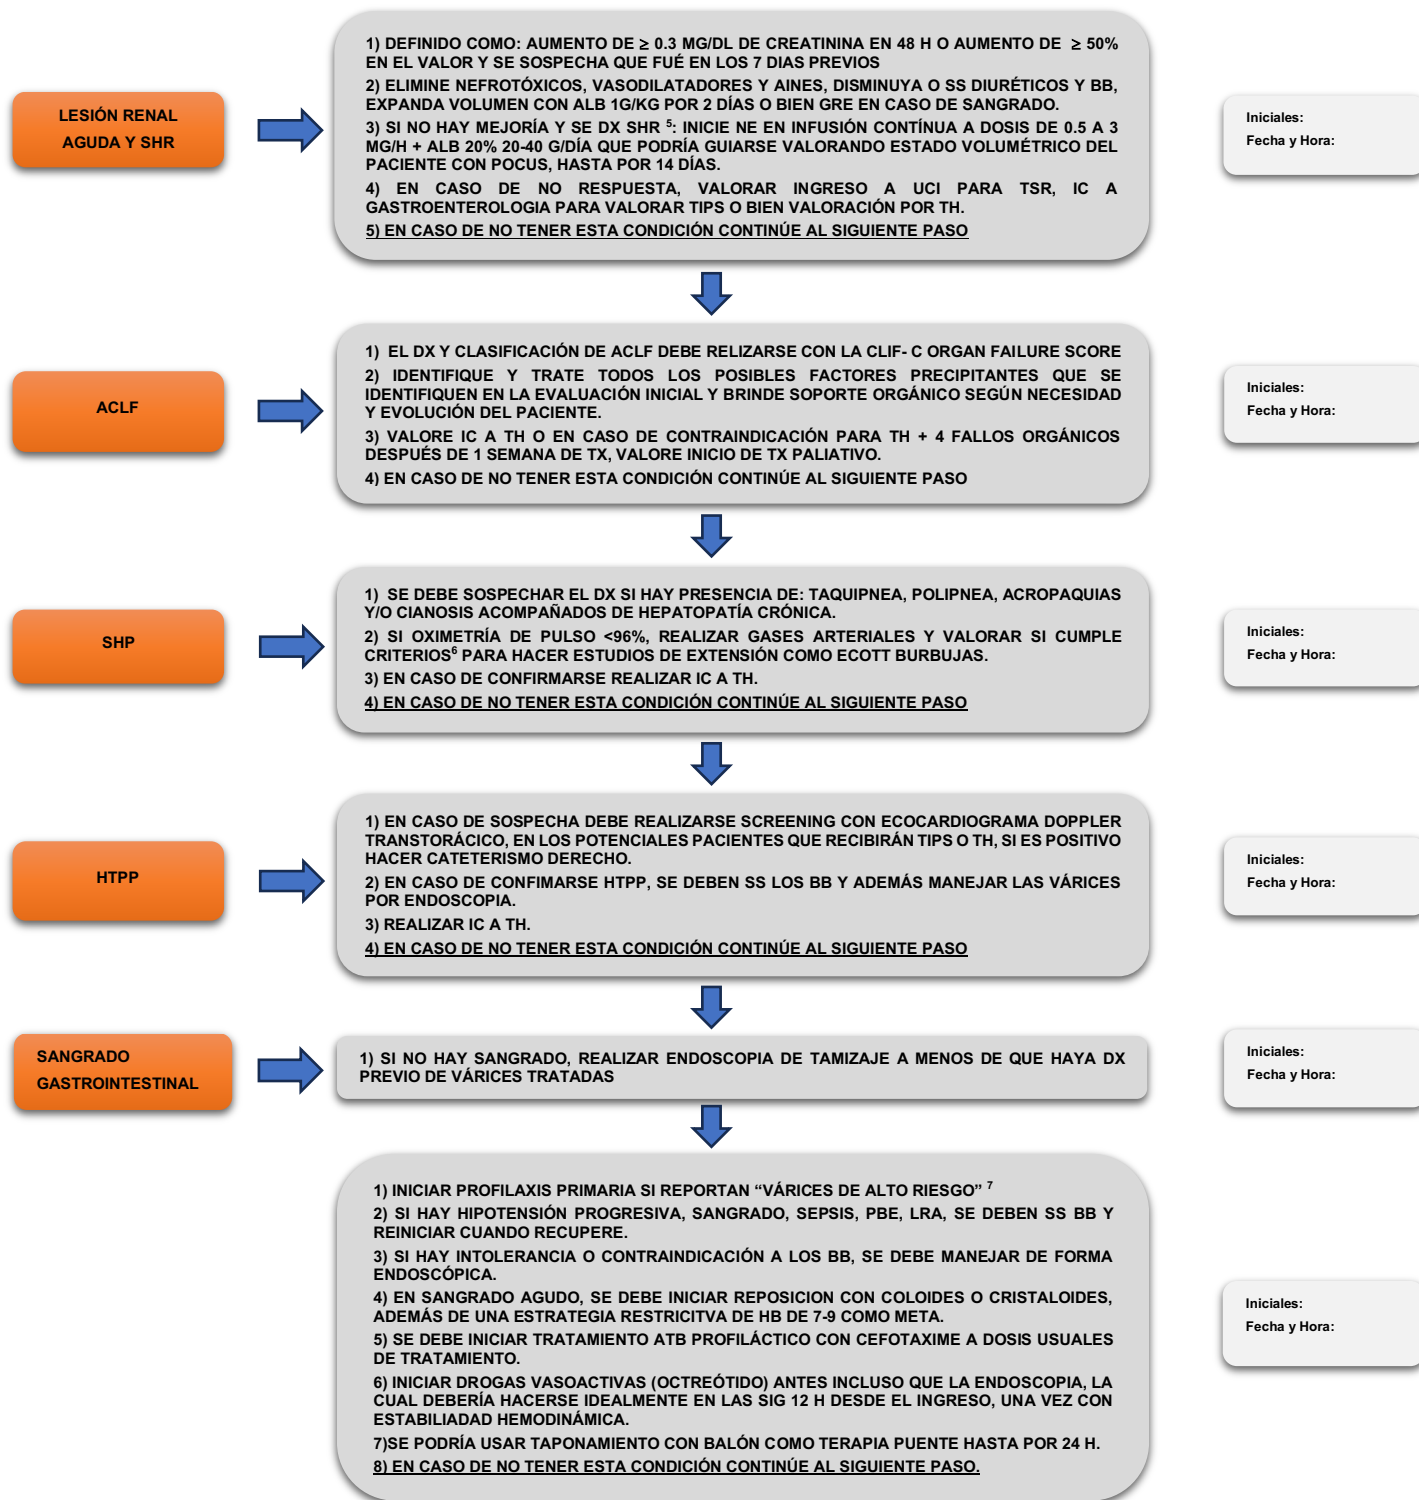 LESIÓN RENAL
AGUDA Y SHR
1) DEFINIDO COMO: AUMENTO DE ≥ 0.3 MG/DL DE CREATININA EN 48 H O AUMENTO DE ≥ 50%
EN EL VALOR Y SE SOSPECHA QUE FUÉ EN LOS 7 DIAS PREVIOS
2) ELIMINE NEFROTÓXICOS, VASODILATADORES Y AINES, DISMINUYA O SS DIURÉTICOS Y BB,
EXPANDA VOLUMEN CON ALB 1G/KG POR 2 DÍAS O BIEN GRE EN CASO DE SANGRADO.
3) SI NO HAY MEJORÍA Y SE DX SHR ⁵: INICIE NE EN INFUSIÓN CONTÍNUA A DOSIS DE 0.5 A 3
MG/H + ALB 20% 20-40 G/DÍA QUE PODRÍA GUIARSE VALORANDO ESTADO VOLUMÉTRICO DEL
PACIENTE CON POCUS, HASTA POR 14 DÍAS.
4) EN CASO DE NO RESPUESTA, VALORAR INGRESO A UCI PARA TSR, IC A
GASTROENTEROLOGIA PARA VALORAR TIPS O BIEN VALORACIÓN POR TH.
5) EN CASO DE NO TENER ESTA CONDICIÓN CONTINÚE AL SIGUIENTE PASO
Iniciales:
Fecha y Hora:
ACLF
1) EL DX Y CLASIFICACIÓN DE ACLF DEBE RELIZARSE CON LA CLIF- C ORGAN FAILURE SCORE
2) IDENTIFIQUE Y TRATE TODOS LOS POSIBLES FACTORES PRECIPITANTES QUE SE
IDENTIFIQUEN EN LA EVALUACIÓN INICIAL Y BRINDE SOPORTE ORGÁNICO SEGÚN NECESIDAD
Y EVOLUCIÓN DEL PACIENTE.
3) VALORE IC A TH O EN CASO DE CONTRAINDICACIÓN PARA TH + 4 FALLOS ORGÁNICOS
DESPUÉS DE 1 SEMANA DE TX, VALORE INICIO DE TX PALIATIVO.
4) EN CASO DE NO TENER ESTA CONDICIÓN CONTINÚE AL SIGUIENTE PASO
Iniciales:
Fecha y Hora:
SHP
1) SE DEBE SOSPECHAR EL DX SI HAY PRESENCIA DE: TAQUIPNEA, POLIPNEA, ACROPAQUIAS
Y/O CIANOSIS ACOMPAÑADOS DE HEPATOPATÍA CRÓNICA.
2) SI OXIMETRÍA DE PULSO <96%, REALIZAR GASES ARTERIALES Y VALORAR SI CUMPLE
CRITERIOS⁶ PARA HACER ESTUDIOS DE EXTENSIÓN COMO ECOTT BURBUJAS.
3) EN CASO DE CONFIRMARSE REALIZAR IC A TH.
4) EN CASO DE NO TENER ESTA CONDICIÓN CONTINÚE AL SIGUIENTE PASO
Iniciales:
Fecha y Hora:
HTPP
1) EN CASO DE SOSPECHA DEBE REALIZARSE SCREENING CON ECOCARDIOGRAMA DOPPLER
TRANSTORÁCICO, EN LOS POTENCIALES PACIENTES QUE RECIBIRÁN TIPS O TH, SI ES POSITIVO
HACER CATETERISMO DERECHO.
2) EN CASO DE CONFIMARSE HTPP, SE DEBEN SS LOS BB Y ADEMÁS MANEJAR LAS VÁRICES
POR ENDOSCOPIA.
3) REALIZAR IC A TH.
4) EN CASO DE NO TENER ESTA CONDICIÓN CONTINÚE AL SIGUIENTE PASO
Iniciales:
Fecha y Hora:
SANGRADO
GASTROINTESTINAL
1) SI NO HAY SANGRADO, REALIZAR ENDOSCOPIA DE TAMIZAJE A MENOS DE QUE HAYA DX
PREVIO DE VÁRICES TRATADAS
Iniciales:
Fecha y Hora:
1) INICIAR PROFILAXIS PRIMARIA SI REPORTAN “VÁRICES DE ALTO RIESGO” ⁷
2) SI HAY HIPOTENSIÓN PROGRESIVA, SANGRADO, SEPSIS, PBE, LRA, SE DEBEN SS BB Y
REINICIAR CUANDO RECUPERE.
3) SI HAY INTOLERANCIA O CONTRAINDICACIÓN A LOS BB, SE DEBE MANEJAR DE FORMA
ENDOSCÓPICA.
4) EN SANGRADO AGUDO, SE DEBE INICIAR REPOSICION CON COLOIDES O CRISTALOIDES,
ADEMÁS DE UNA ESTRATEGIA RESTRICITVA DE HB DE 7-9 COMO META.
5) SE DEBE INICIAR TRATAMIENTO ATB PROFILÁCTICO CON CEFOTAXIME A DOSIS USUALES
DE TRATAMIENTO.
6) INICIAR DROGAS VASOACTIVAS (OCTREÓTIDO) ANTES INCLUSO QUE LA ENDOSCOPIA, LA
CUAL DEBERÍA HACERSE IDEALMENTE EN LAS SIG 12 H DESDE EL INGRESO, UNA VEZ CON
ESTABILIADAD HEMODINÁMICA.
7)SE PODRÍA USAR TAPONAMIENTO CON BALÓN COMO TERAPIA PUENTE HASTA POR 24 H.
8) EN CASO DE NO TENER ESTA CONDICIÓN CONTINÚE AL SIGUIENTE PASO.
Iniciales:
Fecha y Hora: